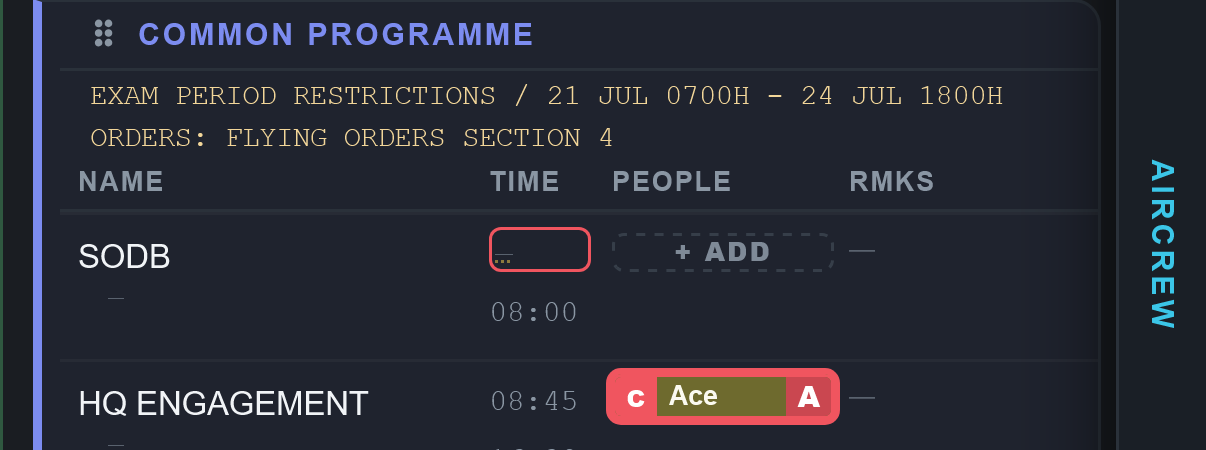 COMMON PROGRAMME
EXAM PERIOD RESTRICTIONS / 21 JUL 0700H - 24 JUL 1800H
ORDERS: FLYING ORDERS SECTION 4
NAME TIME PEOPLE RMKS
SODB — + ADD —
— 08:00
HQ ENGAGEMENT 08:45 C Ace A —
—
AIRCREW